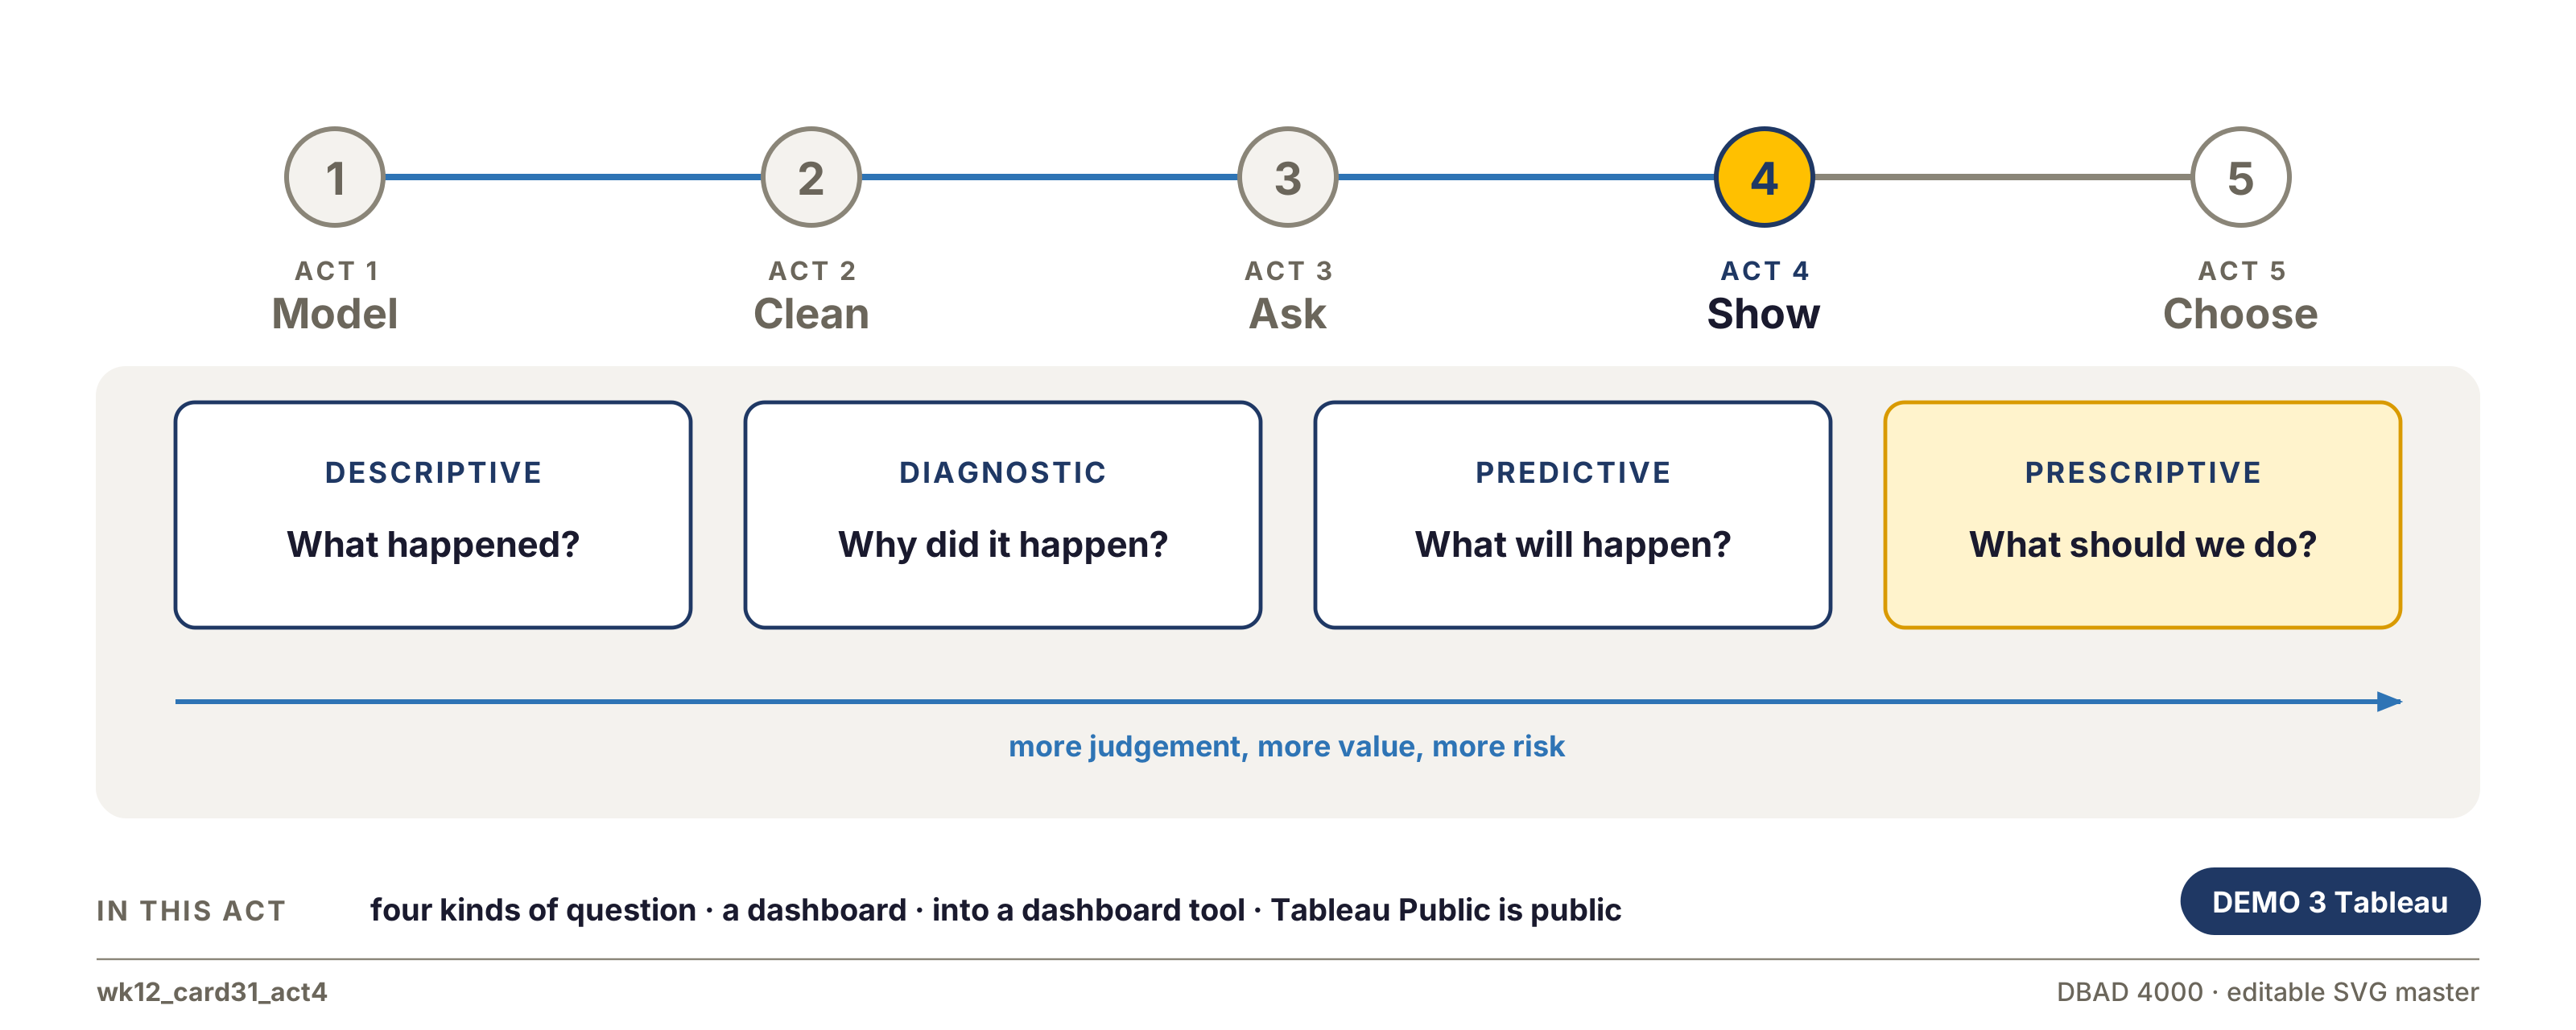 1 2 3 4 5
ACT 1 ACT 2 ACT 3 ACT 4 ACT 5
Model Clean Ask Show Choose
DESCRIPTIVE DIAGNOSTIC PREDICTIVE PRESCRIPTIVE
What happened? Why did it happen? What will happen? What should we do?
more judgement, more value, more risk
IN THIS ACT four kinds of question · a dashboard · into a dashboard tool · Tableau Public is public DEMO 3 Tableau
wk12_card31_act4 DBAD 4000 · editable SVG master